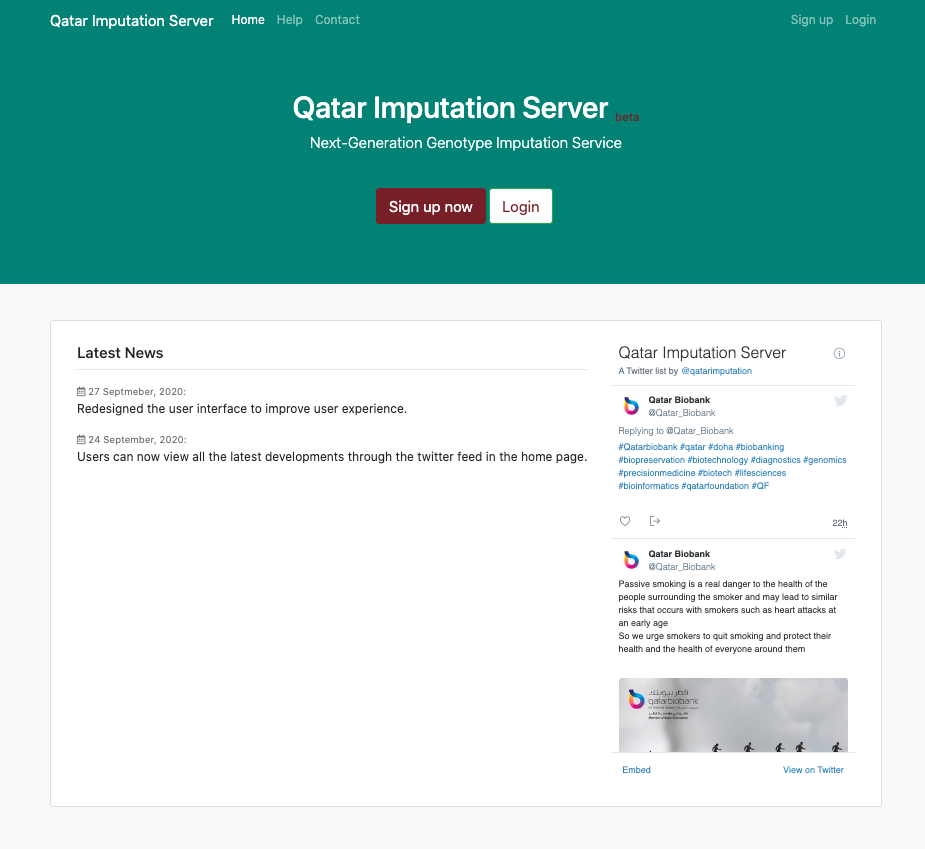 Qatar Imputation Server Home Help Contact Sign up Login
Qatar Imputation Server beta
Next-Generation Genotype Imputation Service
Sign up now Login
Latest News
27 Septmeber, 2020:
Redesigned the user interface to improve user experience.
24 September, 2020:
Users can now view all the latest developments through the twitter feed in the home page.
Qatar Imputation Server
A Twitter list by @qatarimputation
Qatar Biobank
@Qatar_Biobank
Replying to @Qatar_Biobank
#Qatarbiobank #qatar #doha #biobanking
#biopreservation #biotechnology #diagnostics #genomics
#precisionmedicine #biotech #lifesciences
#bioinformatics #qatarfoundation #QF
22h
Qatar Biobank
@Qatar_Biobank
Passive smoking is a real danger to the health of the
people surrounding the smoker and may lead to similar
risks that occurs with smokers such as heart attacks at
an early age
So we urge smokers to quit smoking and protect their
health and the health of everyone around them
قطر بيوبنك
qatarbiobank
Member of Qatar Foundation
Embed View on Twitter